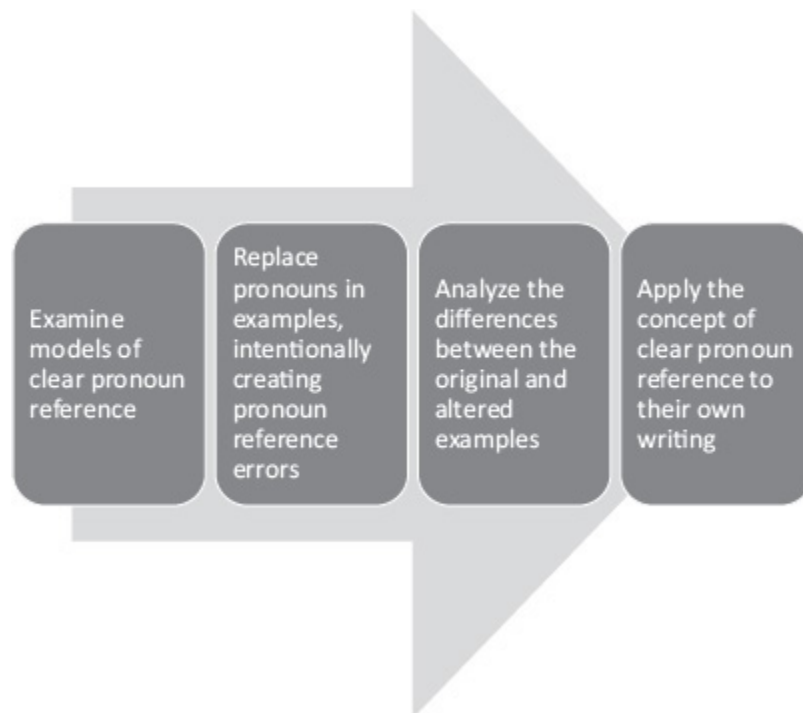 Examine
models of
clear pronoun
reference
Replace
pronouns in
examples,
intentionally
creating
pronoun
reference
errors
Analyze the
differences
between the
original and
altered
examples
Apply the
concept of
clear pronoun
reference to
their own
writing